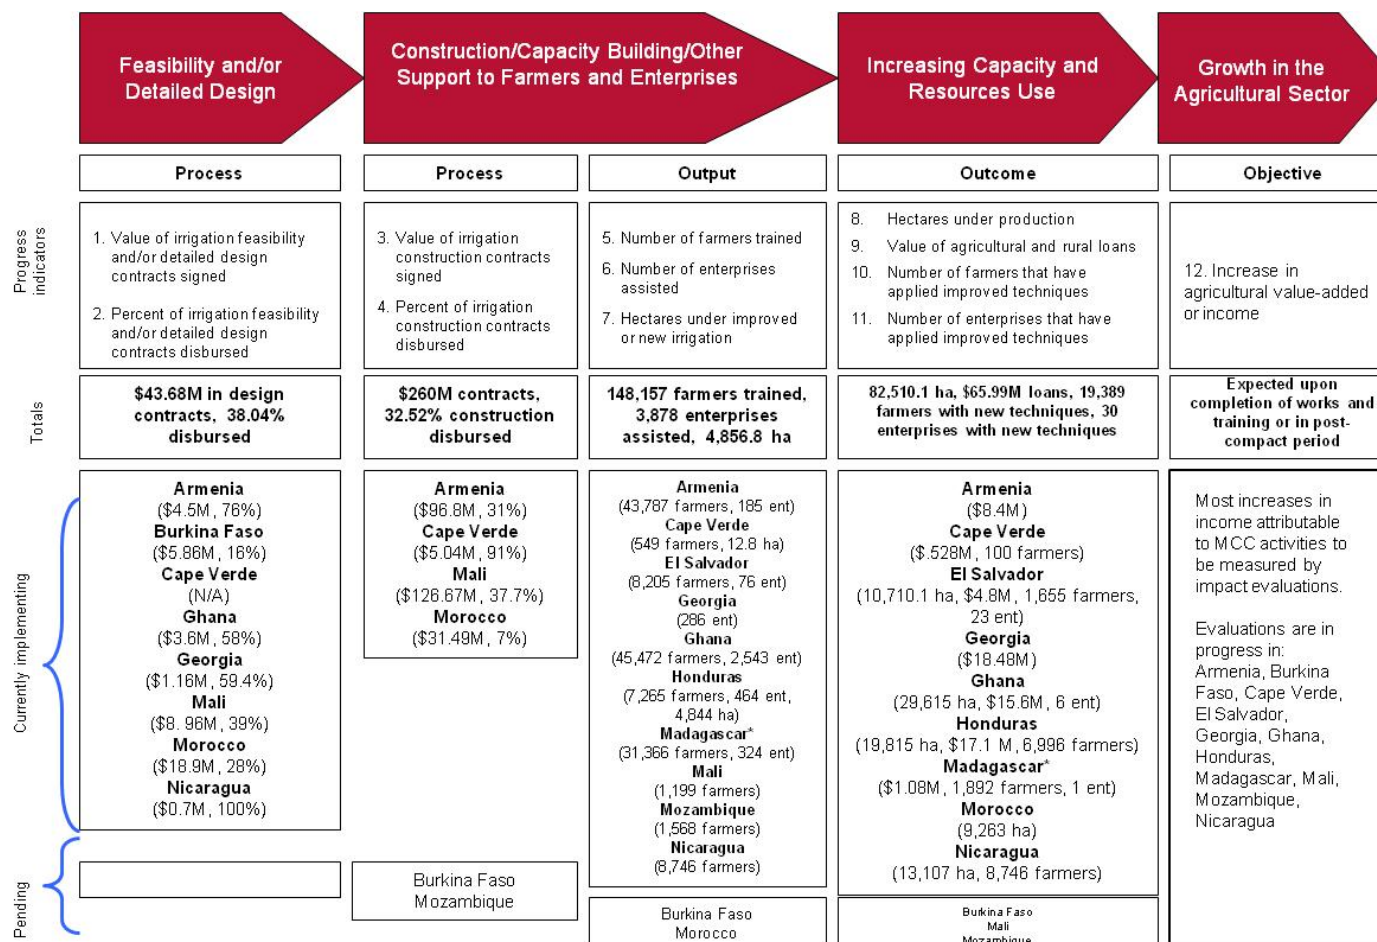 Feasibility and/or
Detailed Design
Construction/Capacity Building/Other
Support to Farmers and Enterprises
Increasing Capacity and
Resources Use
Growth in the
Agricultural Sector
Process
Process
Output
Outcome
Objective
Progress
indicators
1. Value of irrigation feasibility
and/or detailed design
contracts signed
2. Percent of irrigation feasibility
and/or detailed design
contracts disbursed
3. Value of irrigation
construction contracts
signed
4. Percent of irrigation
construction contracts
disbursed
5. Number of farmers trained
6. Number of enterprises
assisted
7. Hectares under improved
or new irrigation
8. Hectares under production
9. Value of agricultural and rural loans
10. Number of farmers that have
applied improved techniques
11. Number of enterprises that have
applied improved techniques
12. Increase in
agricultural value-added
or income
Totals
$43.68M in design
contracts, 38.04%
disbursed
$260M contracts,
32.52% construction
disbursed
148,157 farmers trained,
3,878 enterprises
assisted, 4,856.8 ha
82,510.1 ha, $65.99M loans, 19,389
farmers with new techniques, 30
enterprises with new techniques
Expected upon
completion of works and
training or in post-
compact period
Currently implementing
Armenia
($4.5M, 76%)
Burkina Faso
($5.86M, 16%)
Cape Verde
(N/A)
Ghana
($3.6M, 58%)
Georgia
($1.16M, 59.4%)
Mali
($8. 96M, 39%)
Morocco
($18.9M, 28%)
Nicaragua
($0.7M, 100%)
Armenia
($96.8M, 31%)
Cape Verde
($5.04M, 91%)
Mali
($126.67M, 37.7%)
Morocco
($31.49M, 7%)
Armenia
(43,787 farmers, 185 ent)
Cape Verde
(549 farmers, 12.8 ha)
El Salvador
(8,205 farmers, 76 ent)
Georgia
(286 ent)
Ghana
(45,472 farmers, 2,543 ent)
Honduras
(7,265 farmers, 464 ent,
4,844 ha)
Madagascar*
(31,366 farmers, 324 ent)
Mali
(1,199 farmers)
Mozambique
(1,568 farmers)
Nicaragua
(8,746 farmers)
Armenia
($8.4M)
Cape Verde
($.528M, 100 farmers)
El Salvador
(10,710.1 ha, $4.8M, 1,655 farmers,
23 ent)
Georgia
($18.48M)
Ghana
(29,615 ha, $15.6M, 6 ent)
Honduras
(19,815 ha, $17.1 M, 6,996 farmers)
Madagascar*
($1.08M, 1,892 farmers, 1 ent)
Morocco
(9,263 ha)
Nicaragua
(13,107 ha, 8,746 farmers)
Most increases in
income attributable
to MCC activities to
be measured by
impact evaluations.
Evaluations are in
progress in:
Armenia, Burkina
Faso, Cape Verde,
El Salvador,
Georgia, Ghana,
Honduras,
Madagascar, Mali,
Mozambique,
Nicaragua
Pending
Burkina Faso
Mozambique
Burkina Faso
Morocco
Burkina Faso
Mali
Mozambique